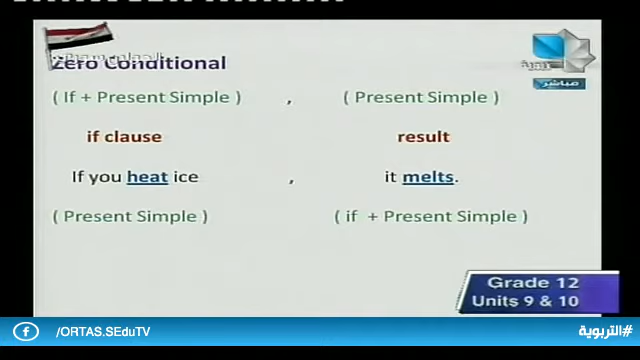 Zero Conditional
تربوية
مباشر
( If + Present Simple ) , ( Present Simple )
if clause result
If you heat ice , it melts.
( Present Simple ) ( if + Present Simple )
Grade 12
Units 9 & 10
/ORTAS.SEduTV
#التربوية